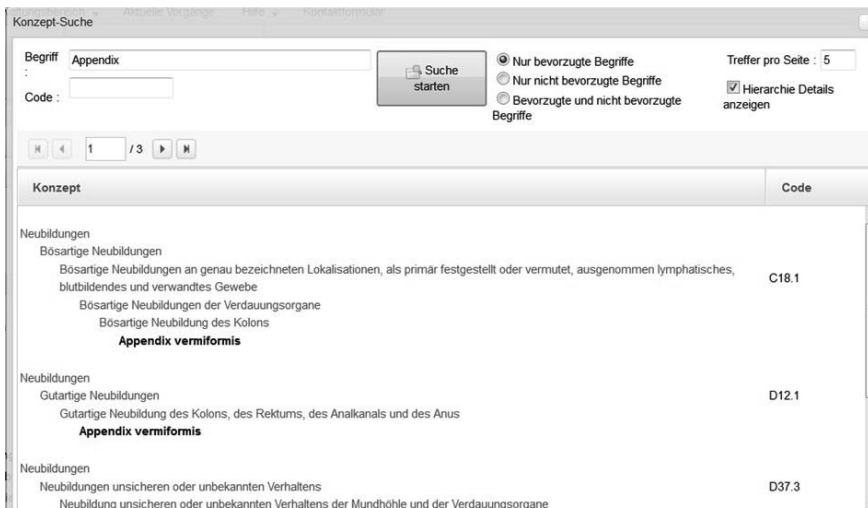 Aktuelle Vorgänge Hilfe Kontaktformular
Konzept-Suche
Begriff
:
Appendix
Code :
Suche
starten
Nur bevorzugte Begriffe
Nur nicht bevorzugte Begriffe
Bevorzugte und nicht bevorzugte
Begriffe
Treffer pro Seite : 5
Hierarchie Details
anzeigen
1 / 3
Konzept Code
Neubildungen
Bösartige Neubildungen
Bösartige Neubildungen an genau bezeichneten Lokalisationen, als primär festgestellt oder vermutet, ausgenommen lymphatisches,
blutbildendes und verwandtes Gewebe
C18.1
Bösartige Neubildungen der Verdauungsorgane
Bösartige Neubildung des Kolons
Appendix vermiformis
Neubildungen
Gutartige Neubildungen
D12.1
Gutartige Neubildung des Kolons, des Rektums, des Analkanals und des Anus
Appendix vermiformis
Neubildungen
Neubildungen unsicheren oder unbekannten Verhaltens
D37.3
Neubildung unsicheren oder unbekannten Verhaltens der Mundhöhle und der Verdauungsorgane